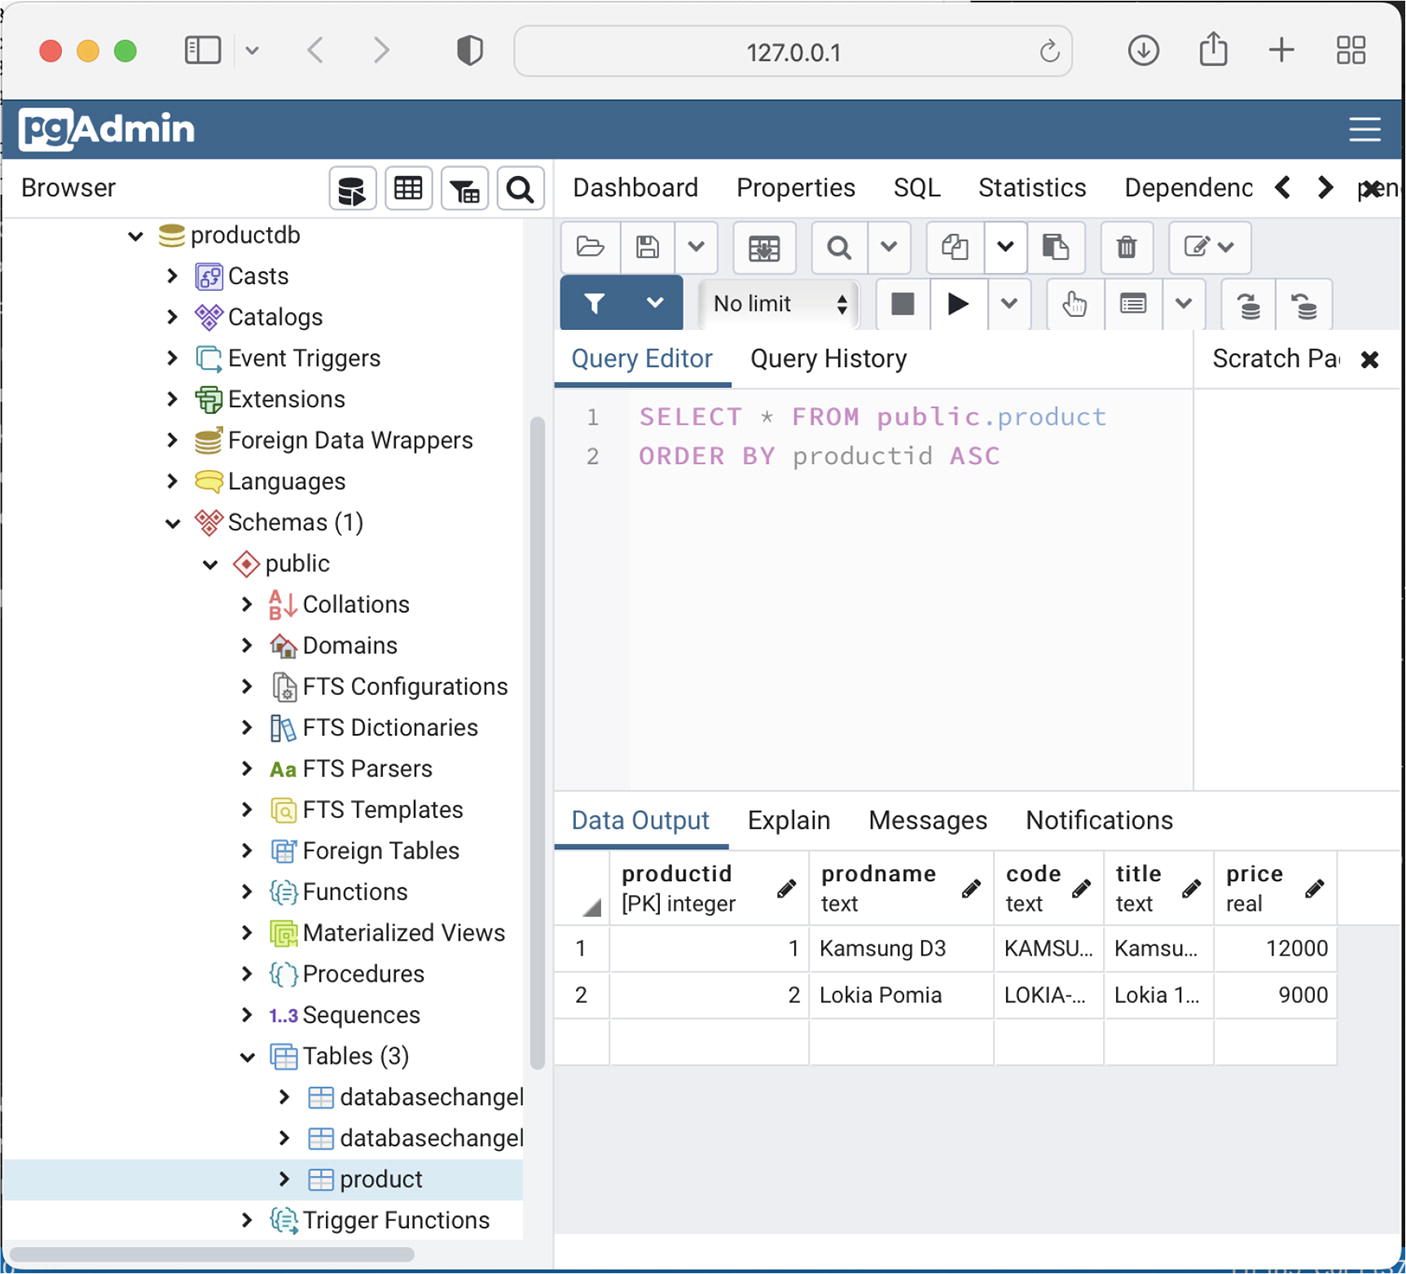 127.0.0.1
pgAdmin
Browser
Dashboard Properties SQL Statistics Dependenc
productdb
Casts
Catalogs
Event Triggers
Extensions
Foreign Data Wrappers
Languages
Schemas (1)
public
Collations
Domains
FTS Configurations
FTS Dictionaries
Aa FTS Parsers
FTS Templates
Foreign Tables
Functions
Materialized Views
Procedures
1..3 Sequences
Tables (3)
databasechangel
databasechangel
product
Trigger Functions
No limit
Query Editor Query History Scratch Pa
1 SELECT * FROM public.product
2 ORDER BY productid ASC
Data Output Explain Messages Notifications
productid prodname code title price
[PK] integer text text text real
1 1 Kamsung D3 KAMSU... Kamsu... 12000
2 2 Lokia Pomia LOKIA-... Lokia 1... 9000